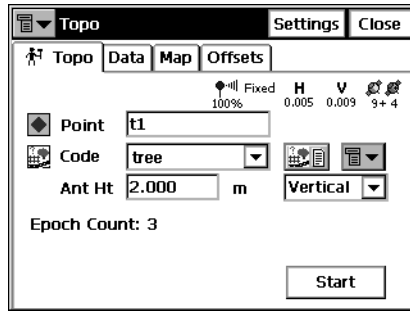 Topo Settings Close
Topo Data Map Offsets
Fixed H V
100% 0.005 0.009 9+ 4
Point t1
Code tree
Ant Ht 2.000 m Vertical
Epoch Count: 3
Start